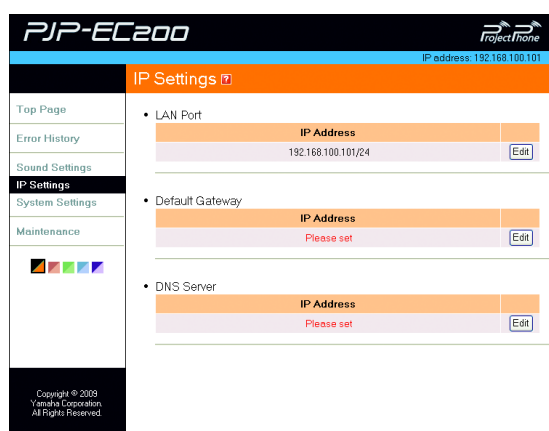 PJP-EC200
ProjectPhone
IP address: 192.168.100.101
IP Settings ?
Top Page
Error History
Sound Settings
IP Settings
System Settings
Maintenance
• LAN Port
IP Address
192.168.100.101/24 Edit
• Default Gateway
IP Address
Please set Edit
• DNS Server
IP Address
Please set Edit
Copyright © 2009
Yamaha Corporation.
All Rights Reserved.